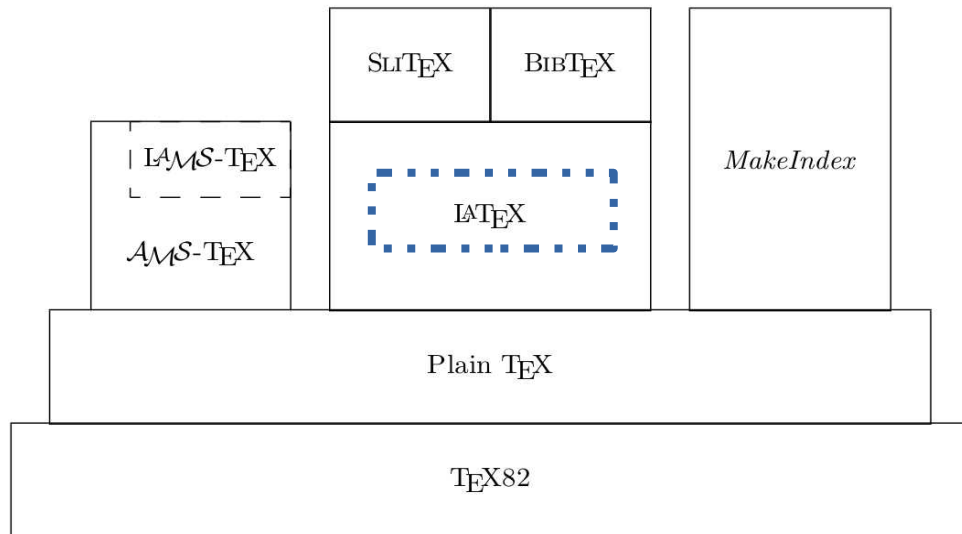 SLITEX BIBTEX
LAMS-TEX
MakeIndex
LATEX
AMS-TEX
Plain TEX
TEX82